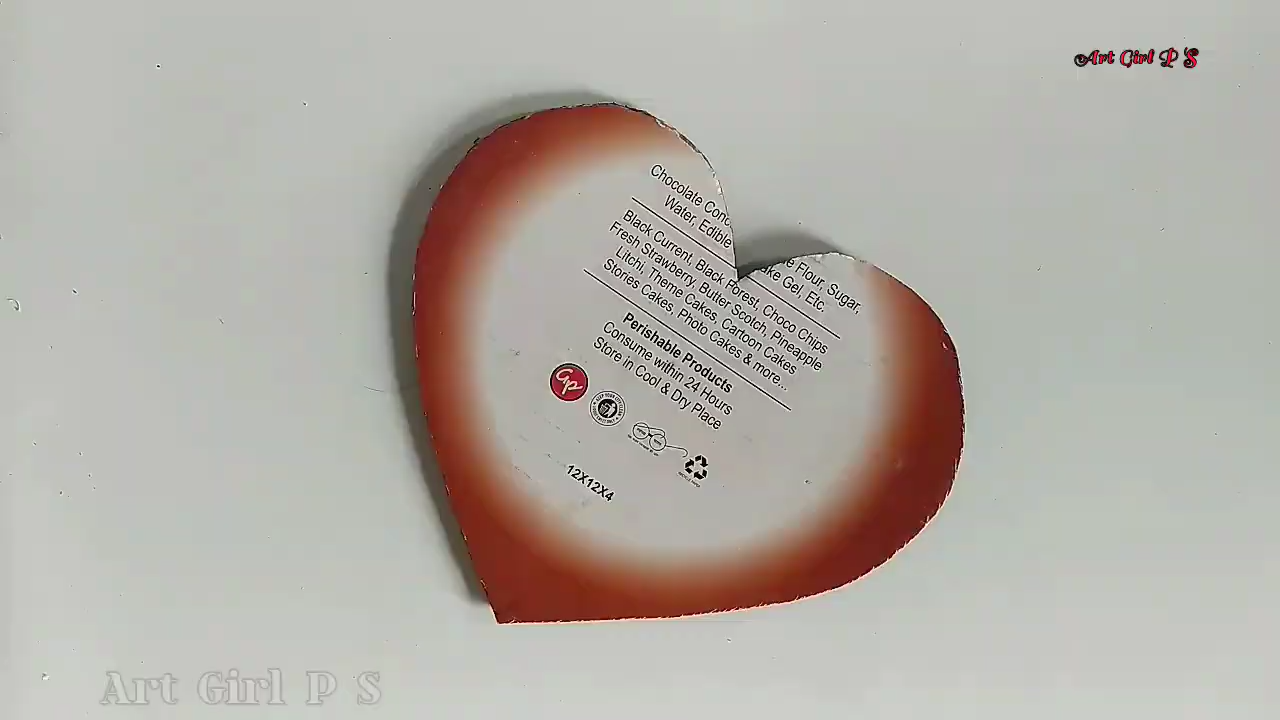 Art Girl P S
Chocolate Conc
Water, Edible
e Flour, Sugar,
ake Gel, Etc.
Black Current, Black Forest, Choco Chips
Fresh Strawberry, Butter Scotch, Pineapple
Litchi, Theme Cakes, Cartoon Cakes
Stories Cakes, Photo Cakes & more...
Perishable Products
Consume within 24 Hours
Store in Cool & Dry Place
12X12X4
Art Girl P S